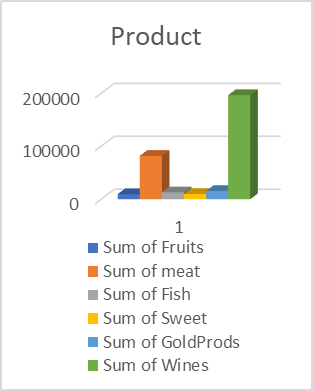 Product
200000
100000
0
1
Sum of Fruits
Sum of meat
Sum of Fish
Sum of Sweet
Sum of GoldProds
Sum of Wines